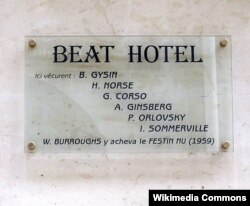 BEAT HOTEL
Ici vécurent : B. GYSIN
H. NORSE
G. CORSO
A. GINSBERG
P. ORLOVSKY
I. SOMMERVILLE
W. BURROUGHS y acheva le FESTIN NU (1959)
Wikimedia Commons